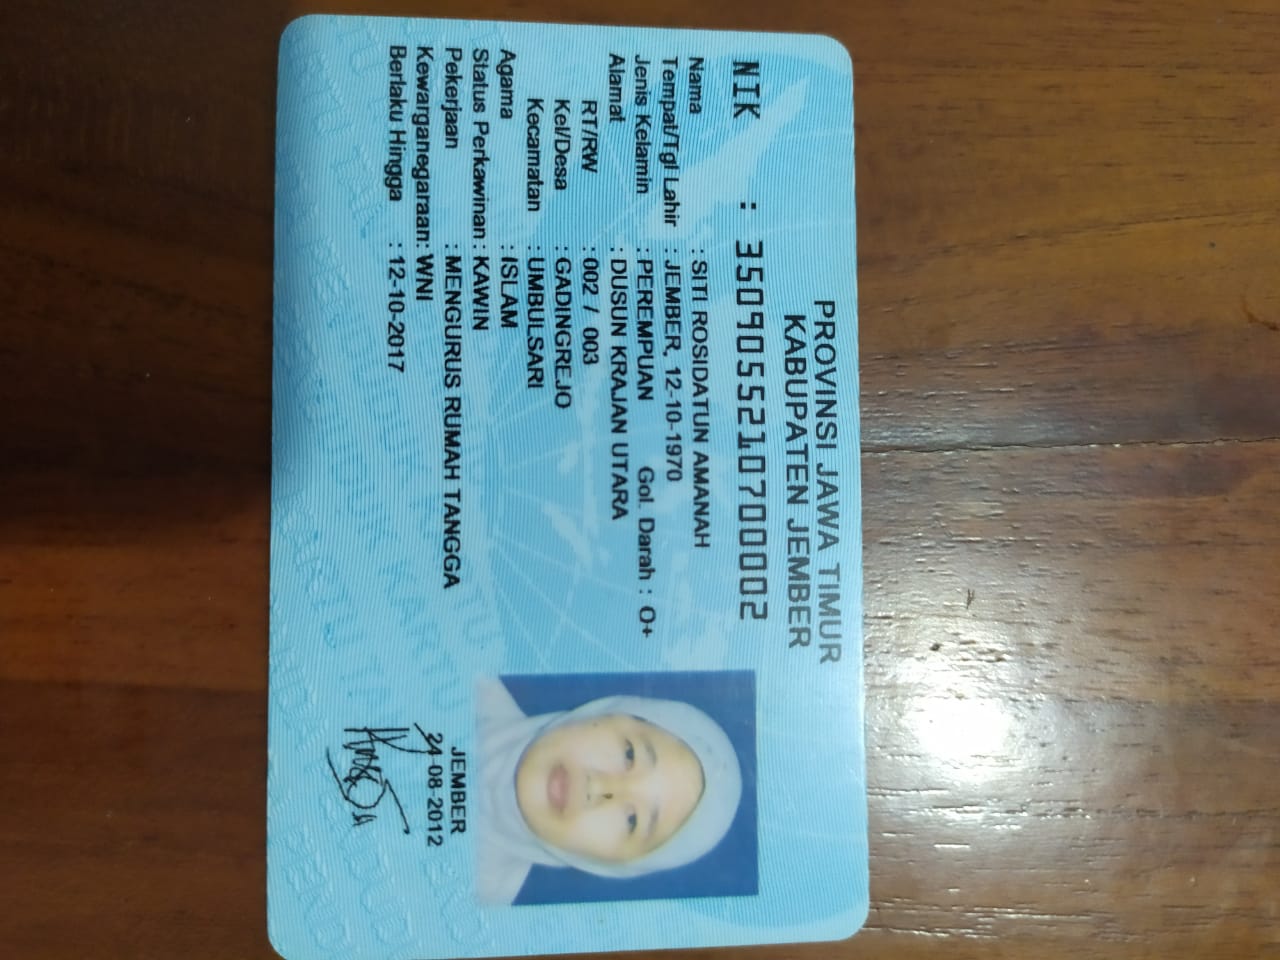 PROVINSI JAWA TIMUR
KABUPATEN JEMBER
NIK : 3509055210700002
Nama : SITI ROSIDATUN AMANAH
Tempat/Tgl Lahir : JEMBER, 12-10-1970
Jenis Kelamin : PEREMPUAN Gol. Darah : O+
Alamat : DUSUN KRAJAN UTARA
RT/RW : 002 / 003
Kel/Desa : GADINGREJO
Kecamatan : UMBULSARI
Agama : ISLAM
Status Perkawinan : KAWIN
Pekerjaan : MENGURUS RUMAH TANGGA
Kewarganegaraan: WNI
Berlaku Hingga : 12-10-2017
JEMBER
24-08-2012